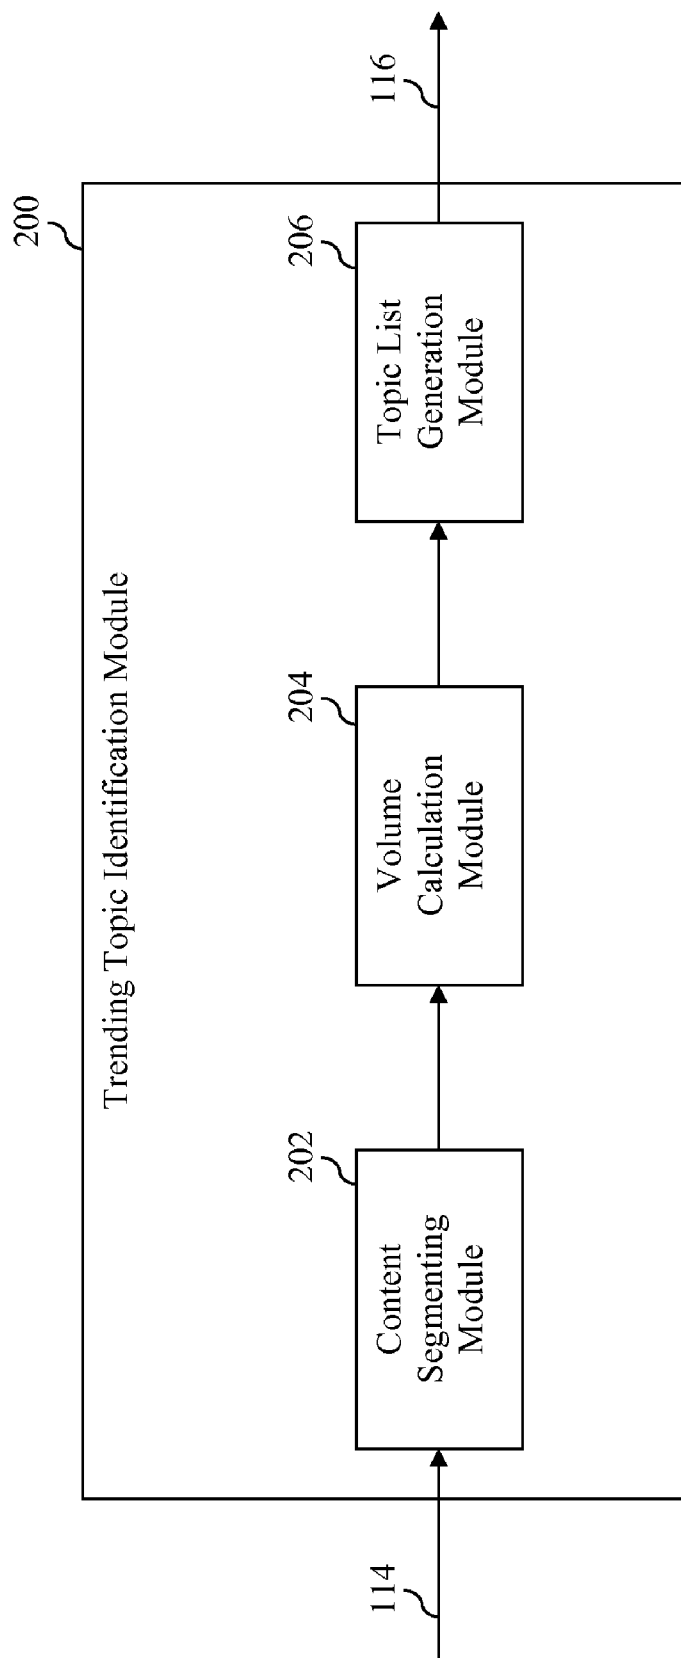 200
Trending Topic Identification Module
114
202
Content
Segmenting
Module
204
Volume
Calculation
Module
206
Topic List
Generation
Module
116